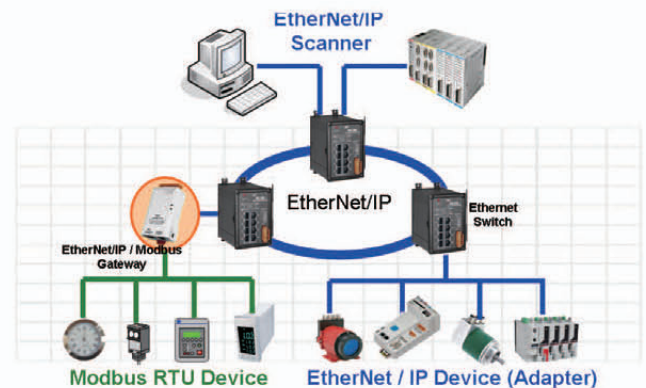 EtherNet/IP
Scanner
EtherNet/IP
Ethernet
Switch
EtherNet/IP / Modbus
Gateway
Modbus RTU Device
EtherNet / IP Device (Adapter)